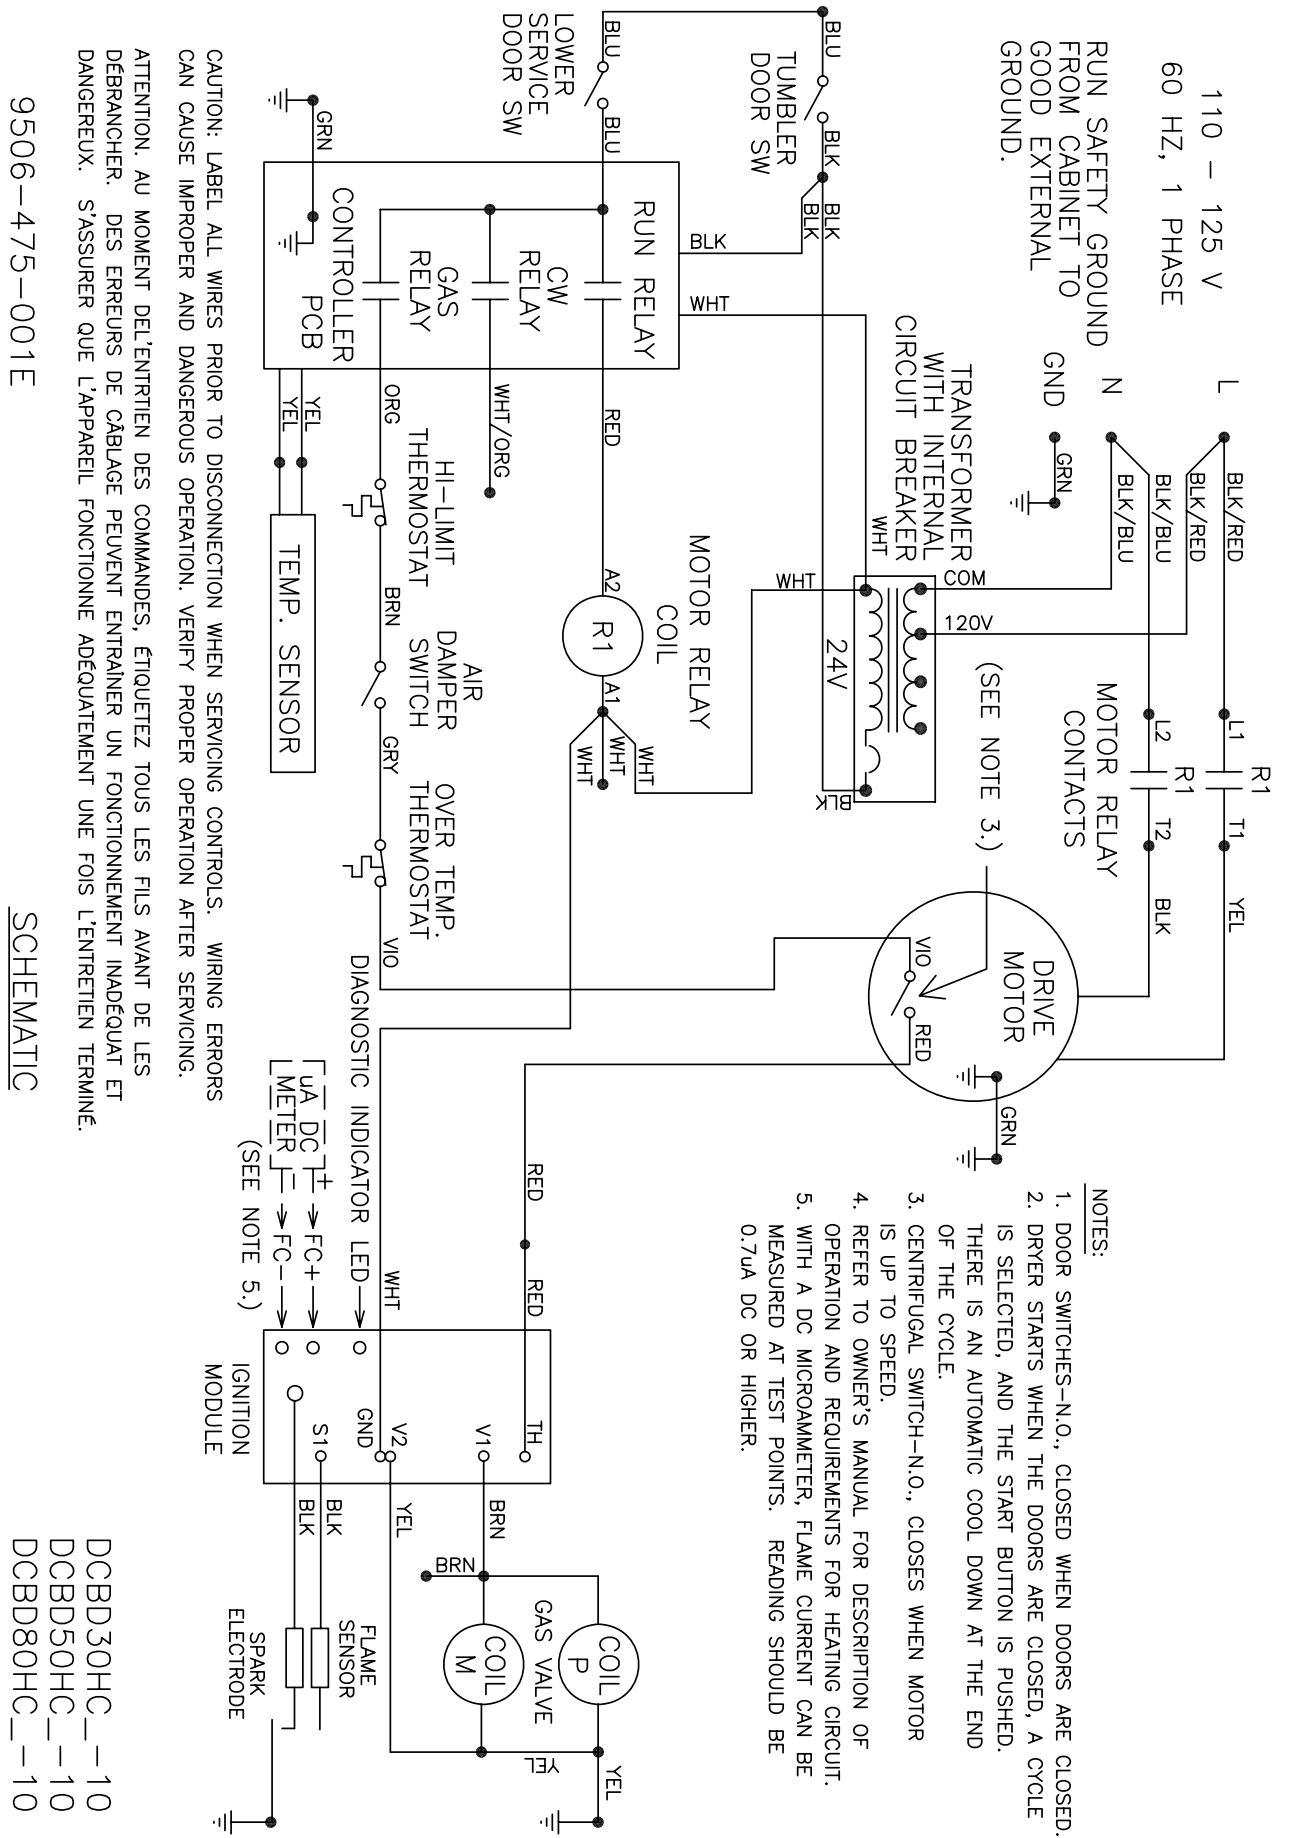 110 – 125 V
60 HZ, 1 PHASE
RUN SAFETY GROUND
FROM CABINET TO
GOOD EXTERNAL
GROUND.
L
N
GND
BLK/RED
BLK/RED
BLK/BLU
BLK/BLU
GRN
L1
R1
T1
YEL
L2
R1
T2
BLK
MOTOR RELAY
CONTACTS
COM
120V
TRANSFORMER
WITH INTERNAL
CIRCUIT BREAKER
24V
WHT
WHT
BLK
(SEE NOTE 3.)
DRIVE
MOTOR
VIO
RED
GRN
BLU
TUMBLER
DOOR SW
BLK
BLK
BLK
BLK
WHT
BLU
LOWER
SERVICE
DOOR SW
BLU
RUN RELAY
CW
RELAY
GAS
RELAY
CONTROLLER
PCB
GRN
RED
WHT/ORG
ORG
YEL
YEL
MOTOR RELAY
COIL
A2
R1
A1
WHT
WHT
WHT
HI–LIMIT
THERMOSTAT
BRN
AIR
DAMPER
SWITCH
GRY
OVER TEMP.
THERMOSTAT
VIO
TEMP. SENSOR
RED
RED
WHT
DIAGNOSTIC INDICATOR LED
uA DC
METER
+
–
FC+
FC-
(SEE NOTE 5.)
IGNITION
MODULE
TH
V1
V2
GND
S1
BRN
YEL
BLK
BLK
BRN
GAS VALVE
COIL
P
COIL
M
YEL
YEL
FLAME
SENSOR
SPARK
ELECTRODE
NOTES:
1. DOOR SWITCHES–N.O., CLOSED WHEN DOORS ARE CLOSED.
2. DRYER STARTS WHEN THE DOORS ARE CLOSED, A CYCLE
IS SELECTED, AND THE START BUTTON IS PUSHED.
THERE IS AN AUTOMATIC COOL DOWN AT THE END
OF THE CYCLE.
3. CENTRIFUGAL SWITCH–N.O., CLOSES WHEN MOTOR
IS UP TO SPEED.
4. REFER TO OWNER'S MANUAL FOR DESCRIPTION OF
OPERATION AND REQUIREMENTS FOR HEATING CIRCUIT.
5. WITH A DC MICROAMMETER, FLAME CURRENT CAN BE
MEASURED AT TEST POINTS. READING SHOULD BE
0.7uA DC OR HIGHER.
CAUTION: LABEL ALL WIRES PRIOR TO DISCONNECTION WHEN SERVICING CONTROLS. WIRING ERRORS
CAN CAUSE IMPROPER AND DANGEROUS OPERATION. VERIFY PROPER OPERATION AFTER SERVICING.
ATTENTION. AU MOMENT DEL'ENTRTIEN DES COMMANDES, ÉTIQUETEZ TOUS LES FILS AVANT DE LES
DÉBRANCHER. DES ERREURS DE CÂBLAGE PEUVENT ENTRAÎNER UN FONCTIONNEMENT INADÉQUAT ET
DANGEREUX. S'ASSURER QUE L'APPAREIL FONCTIONNE ADÉQUATEMENT UNE FOIS L'ENTRETIEN TERMINÉ.
9506–475–001E
SCHEMATIC
DCBD30HC_–10
DCBD50HC_–10
DCBD80HC_–10